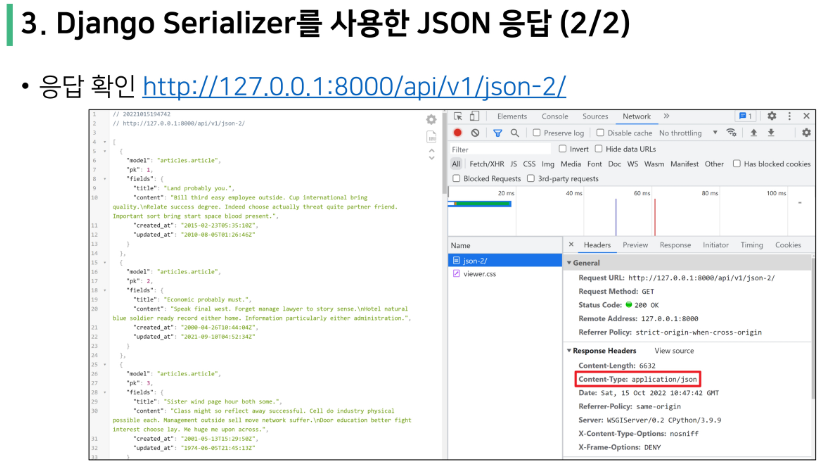 3. Django Serializer를 사용한 JSON 응답 (2/2)
• 응답 확인 http://127.0.0.1:8000/api/v1/json-2/
1 // 20221015194742
2 // http://127.0.0.1:8000/api/v1/json-2/
3
4 [
5 {
6 "model": "articles.article",
7 "pk": 1,
8 "fields": {
9 "title": "Land probably you.",
10 "content": "Bill third easy employee outside. Cup international bring
quality.\nRelate success degree. Indeed choose actually threat quite partner friend.
Important sort bring start space blood present.",
11 "created_at": "2015-02-23T05:35:18Z",
12 "updated_at": "2010-08-05T01:26:46Z"
13 }
14 },
15 {
16 "model": "articles.article",
17 "pk": 2,
18 "fields": {
19 "title": "Economic probably must.",
20 "content": "Speak final west. Forget manage lawyer to story sense.\nHotel natural
blue soldier ready record either home. Information particularly either administration.",
21 "created_at": "2000-04-26T18:44:04Z",
22 "updated_at": "2021-09-18T04:52:34Z"
23 }
24 },
25 {
26 "model": "articles.article",
27 "pk": 3,
28 "fields": {
29 "title": "Sister wind page hour both some.",
30 "content": "Class might so reflect away successful. Cell do industry physical
possible each. Management outside sell move network suffer.\nDoor education better fight
interest choose lay. Me huge me upon across.",
31 "created_at": "2001-05-13T15:29:50Z",
32 "updated_at": "1974-06-05T21:45:13Z"
33 }
Elements Console Sources Network » 1
Preserve log Disable cache No throttling
Filter Invert Hide data URLs
All Fetch/XHR JS CSS Img Media Font Doc WS Wasm Manifest Other Has blocked cookies
Blocked Requests 3rd-party requests
20 ms 40 ms 60 ms 80 ms 100 ms
Name
json-2/
viewer.css
× Headers Preview Response Initiator Timing Cookies
General
Request URL: http://127.0.0.1:8000/api/v1/json-2/
Request Method: GET
Status Code: 200 OK
Remote Address: 127.0.0.1:8000
Referrer Policy: strict-origin-when-cross-origin
Response Headers View source
Content-Length: 6632
Content-Type: application/json
Date: Sat, 15 Oct 2022 10:47:42 GMT
Referrer-Policy: same-origin
Server: WSGIServer/0.2 CPython/3.9.9
X-Content-Type-Options: nosniff
X-Frame-Options: DENY